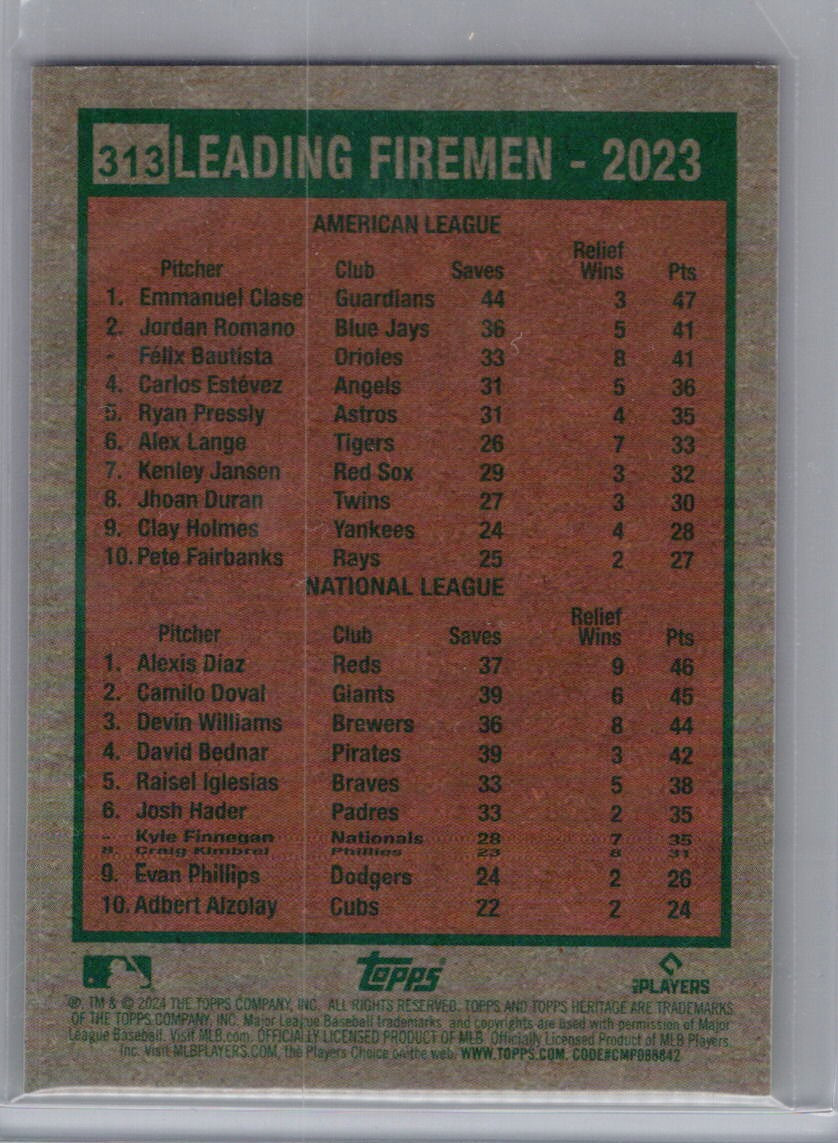 313 LEADING FIREMEN - 2023
AMERICAN LEAGUE
Pitcher Club Saves Relief Wins Pts
1. Emmanuel Clase Guardians 44 3 47
2. Jordan Romano Blue Jays 36 5 41
- Félix Bautista Orioles 33 8 41
4. Carlos Estévez Angels 31 5 36
5. Ryan Pressly Astros 31 4 35
6. Alex Lange Tigers 26 7 33
7. Kenley Jansen Red Sox 29 3 32
8. Jhoan Duran Twins 27 3 30
9. Clay Holmes Yankees 24 4 28
10. Pete Fairbanks Rays 25 2 27
NATIONAL LEAGUE
Pitcher Club Saves Relief Wins Pts
1. Alexis Díaz Reds 37 9 46
2. Camilo Doval Giants 39 6 45
3. Devin Williams Brewers 36 8 44
4. David Bednar Pirates 39 3 42
5. Raisel Iglesias Braves 33 5 38
6. Josh Hader Padres 33 2 35
- Kyle Finnegan Nationals 28 7 35
8. Craig Kimbrel Phillies 23 8 31
9. Evan Phillips Dodgers 24 2 26
10. Adbert Alzolay Cubs 22 2 24
Topps
MLB PLAYERS
®, TM & © 2024 THE TOPPS COMPANY, INC. ALL RIGHTS RESERVED. TOPPS AND TOPPS HERITAGE ARE TRADEMARKS
OF THE TOPPS COMPANY, INC. Major League Baseball trademarks and copyrights are used with permission of Major
League Baseball. Visit MLB.com. OFFICIALLY LICENSED PRODUCT OF MLB Officially Licensed Product of MLB Players,
Inc. Visit MLBPLAYERS.COM, the Players Choice on the web. WWW.TOPPS.COM. CODE#CMP088842